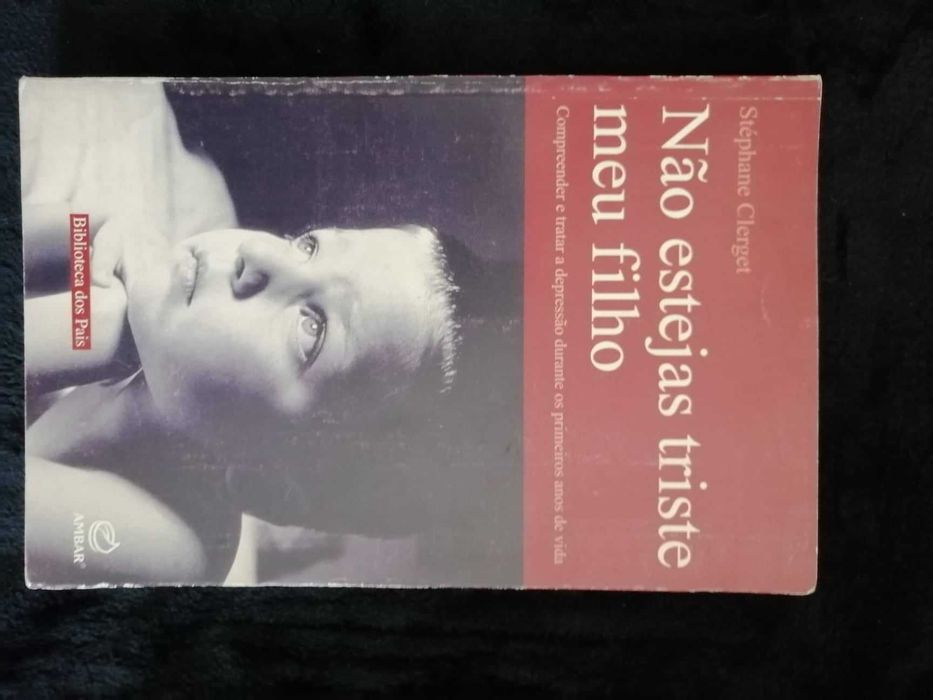 Stéphane Clerget
Não estejas triste
meu filho
Compreender e tratar a depressão durante os primeiros anos de vida
Biblioteca dos Pais
AMBAR®